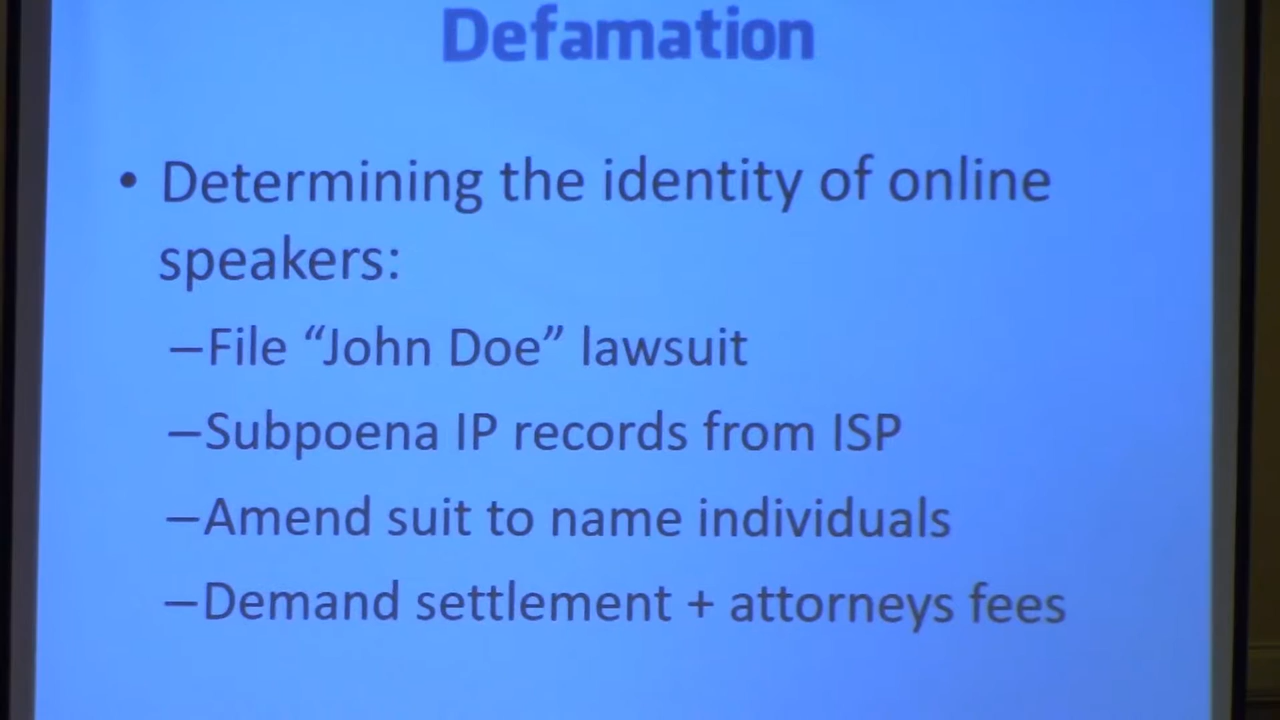 Defamation
• Determining the identity of online
speakers:
–File “John Doe” lawsuit
–Subpoena IP records from ISP
–Amend suit to name individuals
–Demand settlement + attorneys fees